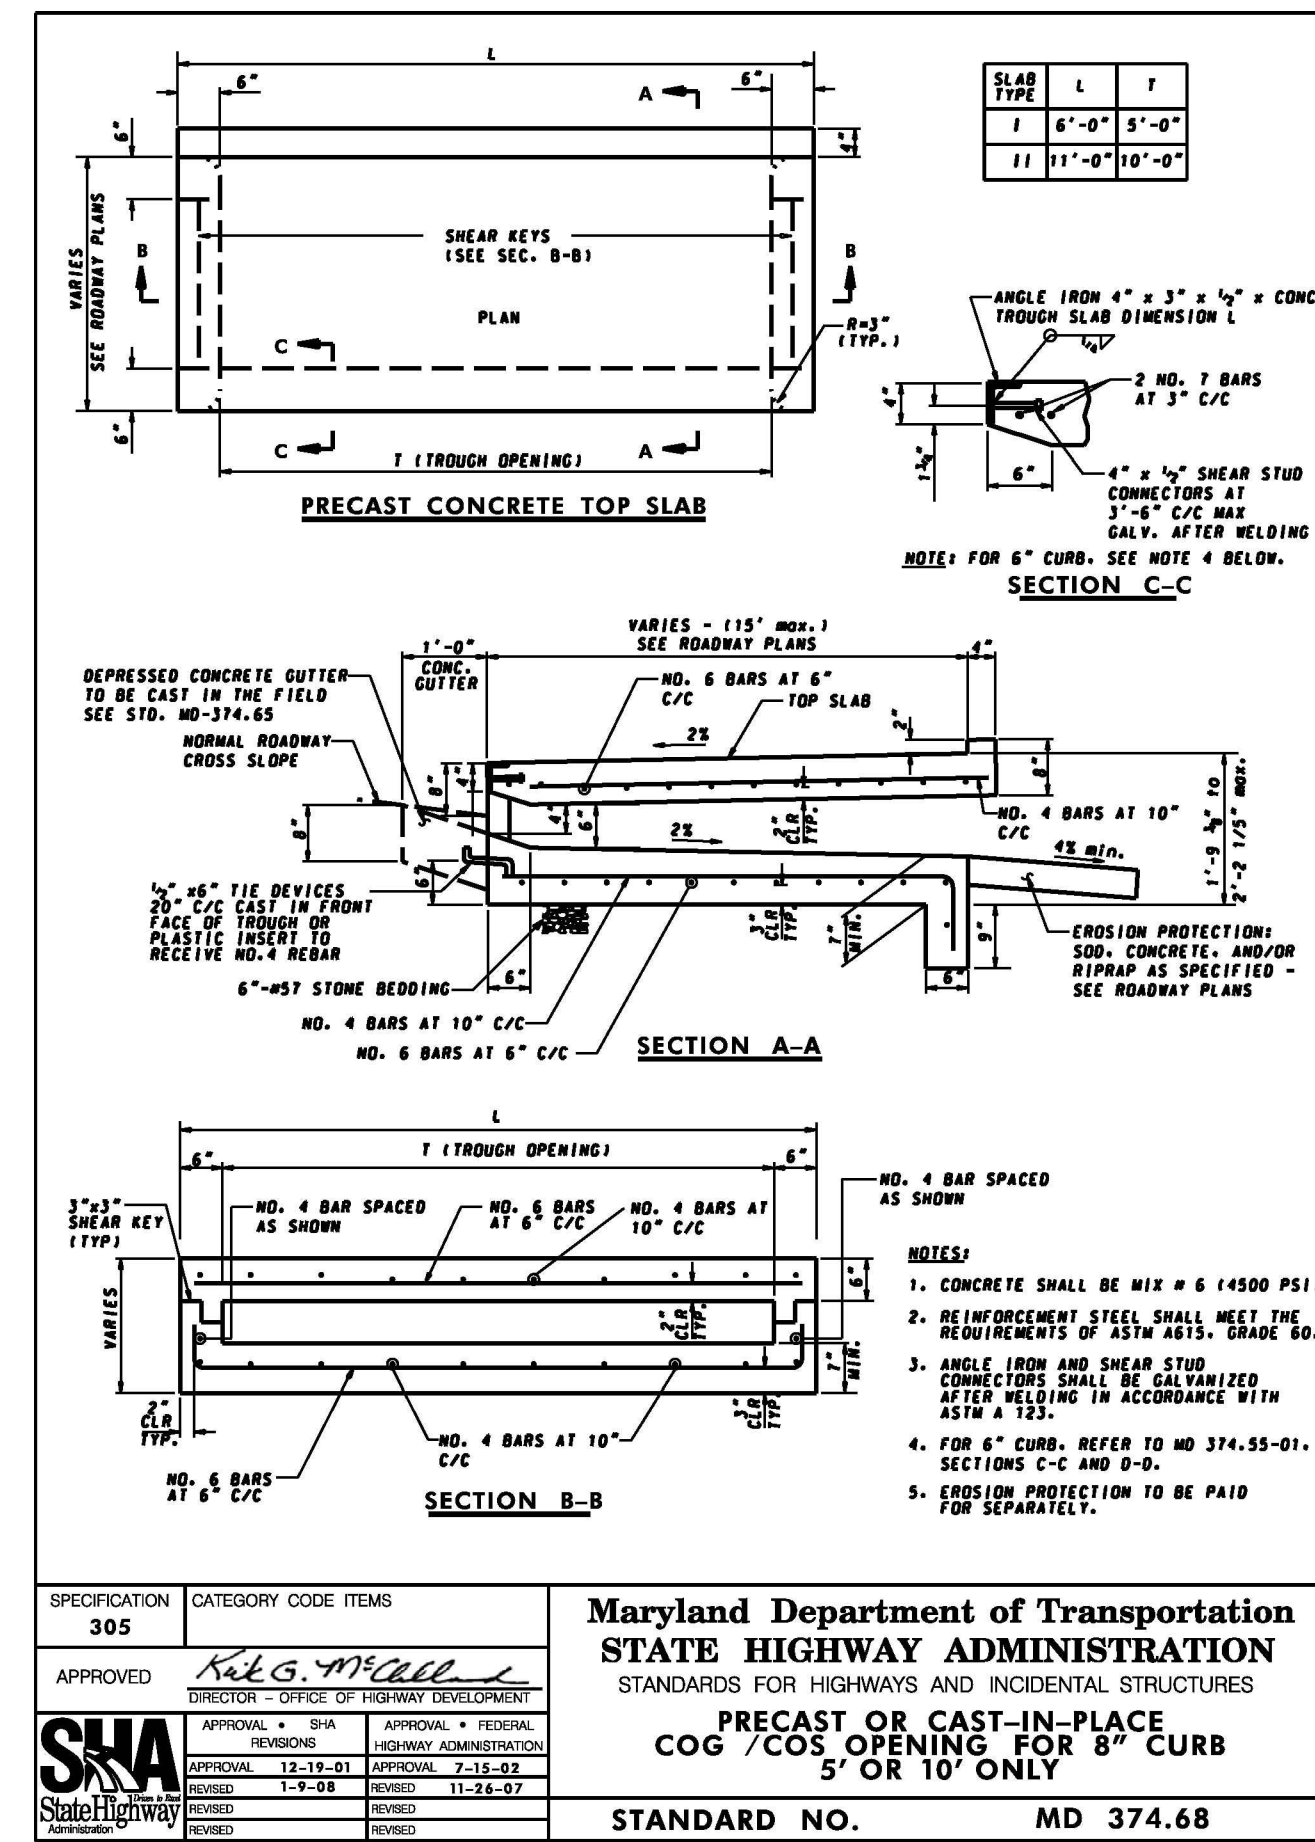 L
6"
A
6"
6"
4"
VARIES
SEE ROADWAY PLANS
B
SHEAR KEYS
(SEE SEC. B-B)
B
PLAN
R=3"
(TYP.)
C
6"
C
T (TROUGH OPENING)
A
PRECAST CONCRETE TOP SLAB
SLAB TYPE L T
I 6'-0" 5'-0"
II 11'-0" 10'-0"
ANGLE IRON 4" x 3" x 1/2" x CONC
TROUGH SLAB DIMENSION L
1/4
2 NO. 7 BARS
AT 3" C/C
4"
1 3/4"
6"
4" x 1/2" SHEAR STUD
CONNECTORS AT
3'-6" C/C MAX
GALV. AFTER WELDING
NOTE: FOR 6" CURB. SEE NOTE 4 BELOW.
SECTION C-C
VARIES - (15' max.)
SEE ROADWAY PLANS
1'-0"
CONC.
GUTTER
4"
DEPRESSED CONCRETE GUTTER
TO BE CAST IN THE FIELD
SEE STD. MD-374.65
NO. 6 BARS AT 6"
C/C
TOP SLAB
NORMAL ROADWAY
CROSS SLOPE
2%
2"
8"
8"
4"
8"
4"
6"
2%
2"
CLR
TYP.
NO. 4 BARS AT 10"
C/C
1'-9 3/8" to
2'-2 1/5" max.
4% min.
6"
1/2" x6" TIE DEVICES
20" C/C CAST IN FRONT
FACE OF TROUGH OR
PLASTIC INSERT TO
RECEIVE NO.4 REBAR
3"
CLR
TYP.
7"
MIN.
9"
6"
6"
EROSION PROTECTION:
SOD. CONCRETE. AND/OR
RIPRAP AS SPECIFIED -
SEE ROADWAY PLANS
6"-#57 STONE BEDDING
NO. 4 BARS AT 10" C/C
NO. 6 BARS AT 6" C/C
SECTION A-A
L
T (TROUGH OPENING)
6"
6"
3"x3"
SHEAR KEY
(TYP)
NO. 4 BAR SPACED
AS SHOWN
NO. 6 BARS
AT 6" C/C
NO. 4 BARS AT
10" C/C
NO. 4 BAR SPACED
AS SHOWN
VARIES
6"
2"
CLR
TYP.
7"
MIN.
2"
CLR
TYP.
3"
CLR
TYP.
NO. 4 BARS AT 10"
C/C
NO. 6 BARS
AT 6" C/C
SECTION B-B
NOTES:
1. CONCRETE SHALL BE MIX # 6 (4500 PSI
2. REINFORCEMENT STEEL SHALL MEET THE
REQUIREMENTS OF ASTM A615. GRADE 60.
3. ANGLE IRON AND SHEAR STUD
CONNECTORS SHALL BE GALVANIZED
AFTER WELDING IN ACCORDANCE WITH
ASTM A 123.
4. FOR 6" CURB. REFER TO MD 374.55-01.
SECTIONS C-C AND D-D.
5. EROSION PROTECTION TO BE PAID
FOR SEPARATELY.
SPECIFICATION
305
CATEGORY CODE ITEMS
APPROVED
Kirk G. McClelland
DIRECTOR - OFFICE OF HIGHWAY DEVELOPMENT
SHA
Driven to Excel
State Highway
Administration
APPROVAL • SHA
REVISIONS
APPROVAL • FEDERAL
HIGHWAY ADMINISTRATION
APPROVAL 12-19-01
APPROVAL 7-15-02
REVISED 1-9-08
REVISED 11-26-07
REVISED
REVISED
REVISED
REVISED
Maryland Department of Transportation
STATE HIGHWAY ADMINISTRATION
STANDARDS FOR HIGHWAYS AND INCIDENTAL STRUCTURES
PRECAST OR CAST-IN-PLACE
COG /COS OPENING FOR 8" CURB
5' OR 10' ONLY
STANDARD NO. MD 374.68